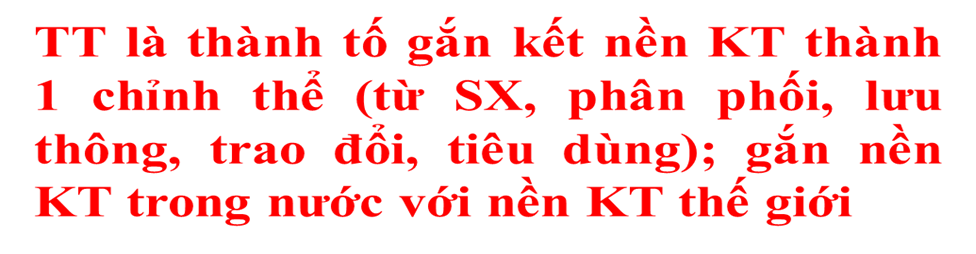 TT là thành tố gắn kết nền KT thành
1 chỉnh thể (từ SX, phân phối, lưu
thông, trao đổi, tiêu dùng); gắn nền
KT trong nước với nền KT thế giới